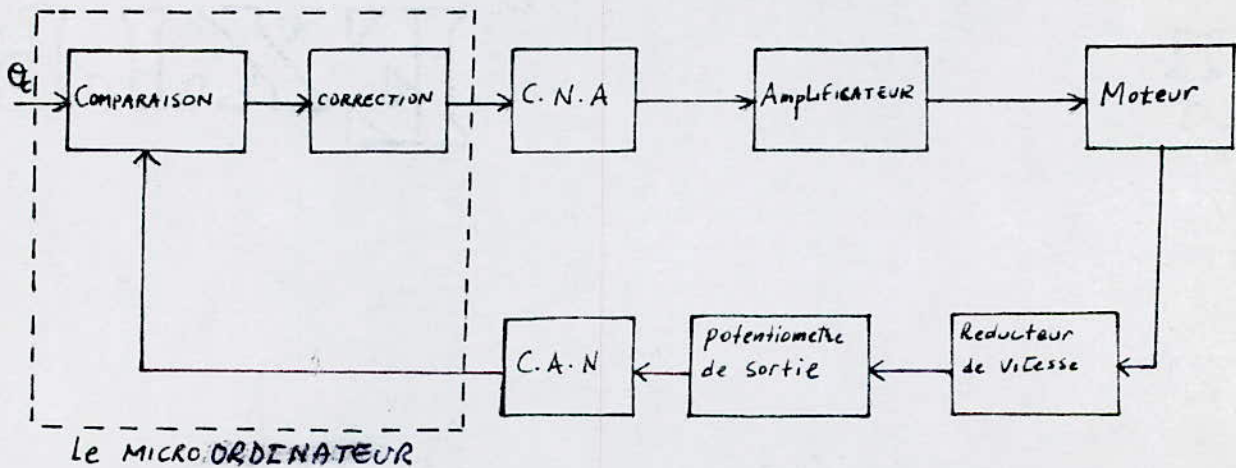 θc
COMPARAISON
CORRECTION
C.N.A
AmpLIFICATEUR
Moteur
C.A.N
potentiometre
de sortie
Reducteur
de vitesse
Le MICRO ORDINATEUR